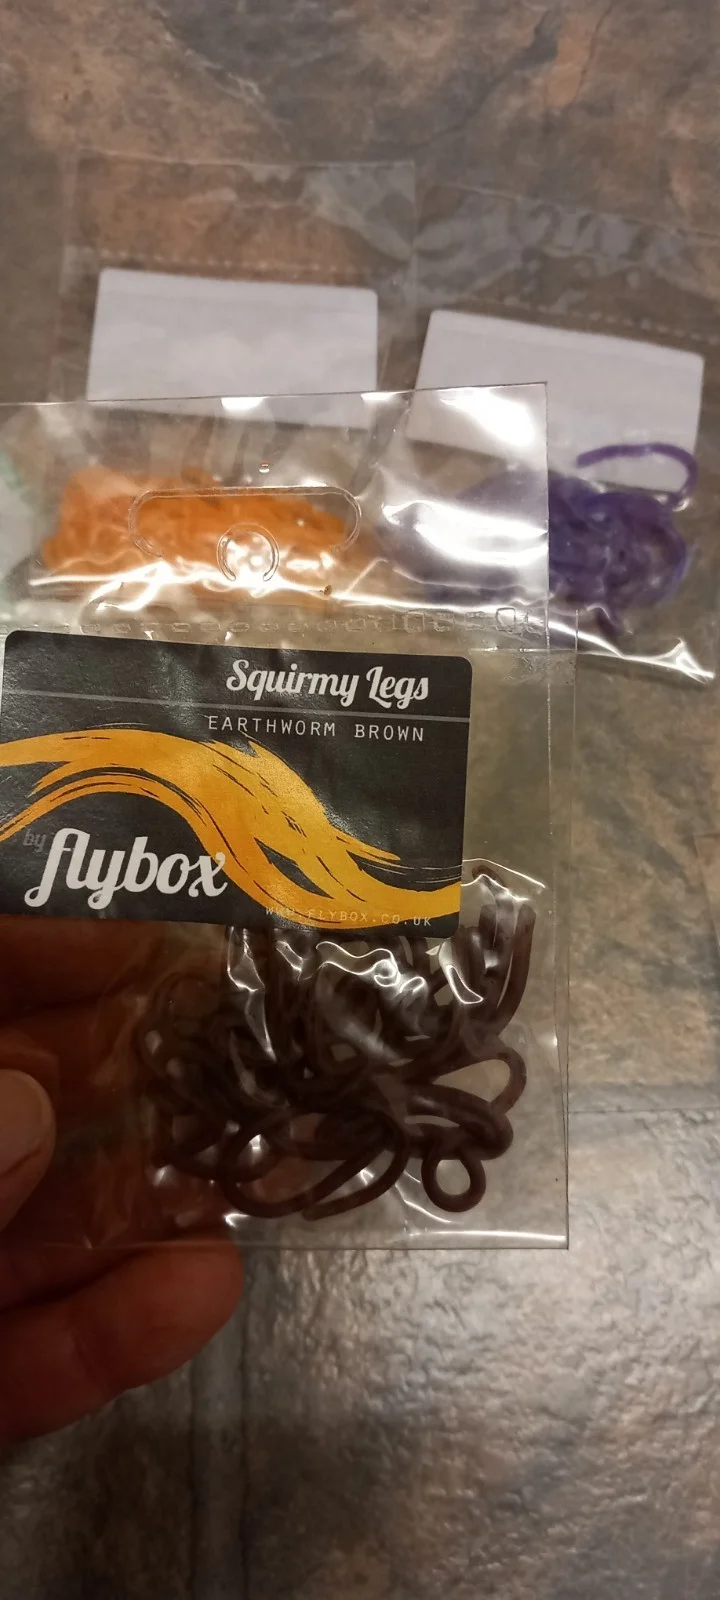 Squirmy Legs
EARTHWORM BROWN
by flybox
WWW.FLYBOX.CO.UK